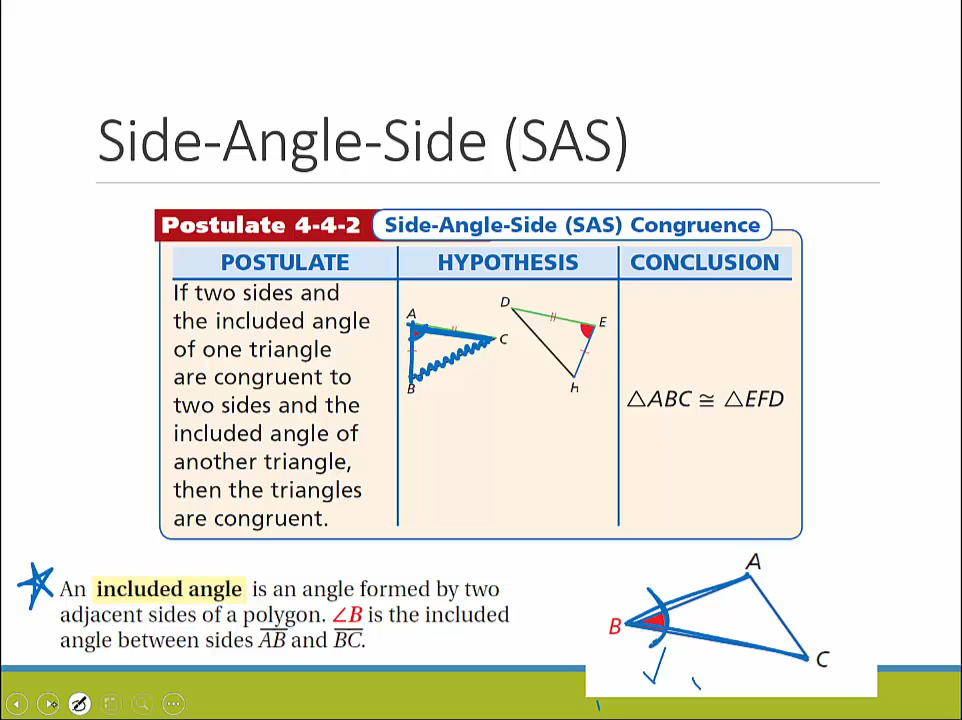 Side-Angle-Side (SAS)
Postulate 4-4-2 Side-Angle-Side (SAS) Congruence
POSTULATE HYPOTHESIS CONCLUSION
If two sides and
the included angle
of one triangle
are congruent to
two sides and the
included angle of
another triangle,
then the triangles
are congruent.
A
C
B
D
E
△ABC ≅ △EFD
An included angle is an angle formed by two
adjacent sides of a polygon. ∠B is the included
angle between sides A̅B̅ and B̅C̅.
A
B
C